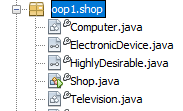 oop1.shop
Computer.java
ElectronicDevice.java
HighlyDesirable.java
Shop.java
Television.java